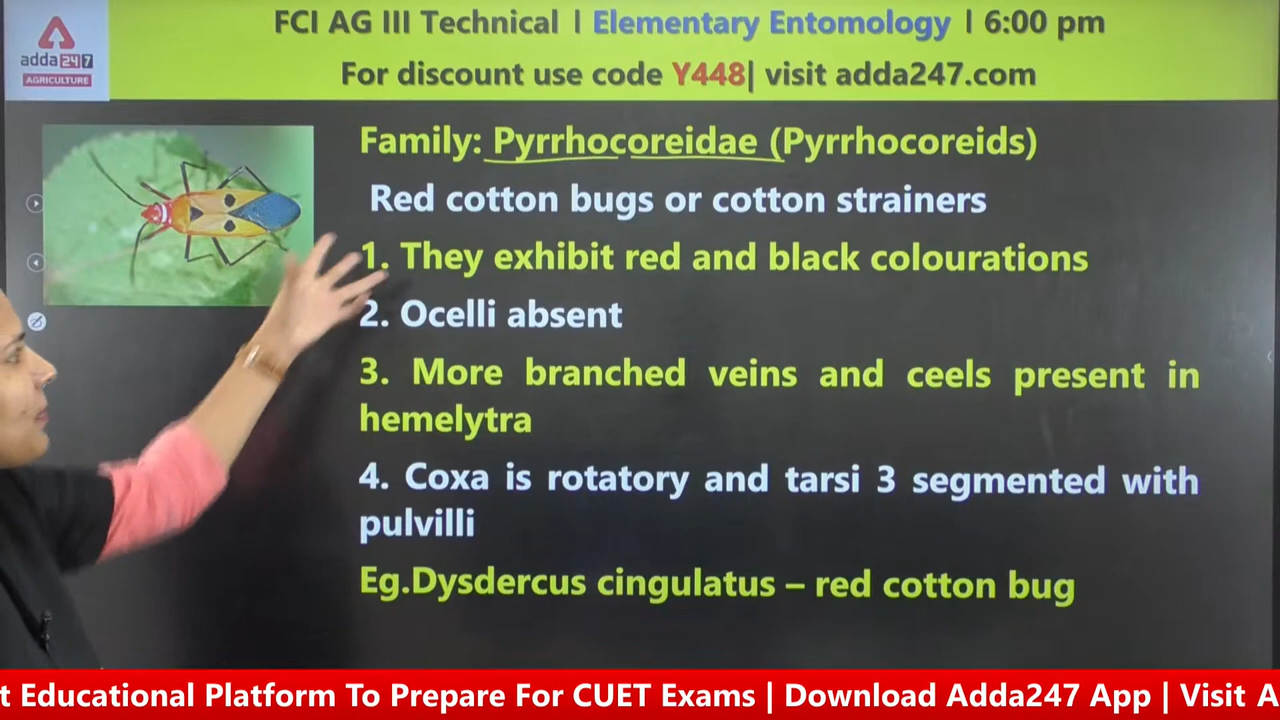 FCI AG III Technical I Elementary Entomology I 6:00 pm
For discount use code Y448| visit adda247.com
adda 247
AGRICULTURE
Family: Pyrrhocoreidae (Pyrrhocoreids)
Red cotton bugs or cotton strainers
1. They exhibit red and black colourations
2. Ocelli absent
3. More branched veins and ceels present in
hemelytra
4. Coxa is rotatory and tarsi 3 segmented with
pulvilli
Eg.Dysdercus cingulatus – red cotton bug
t Educational Platform To Prepare For CUET Exams | Download Adda247 App | Visit A